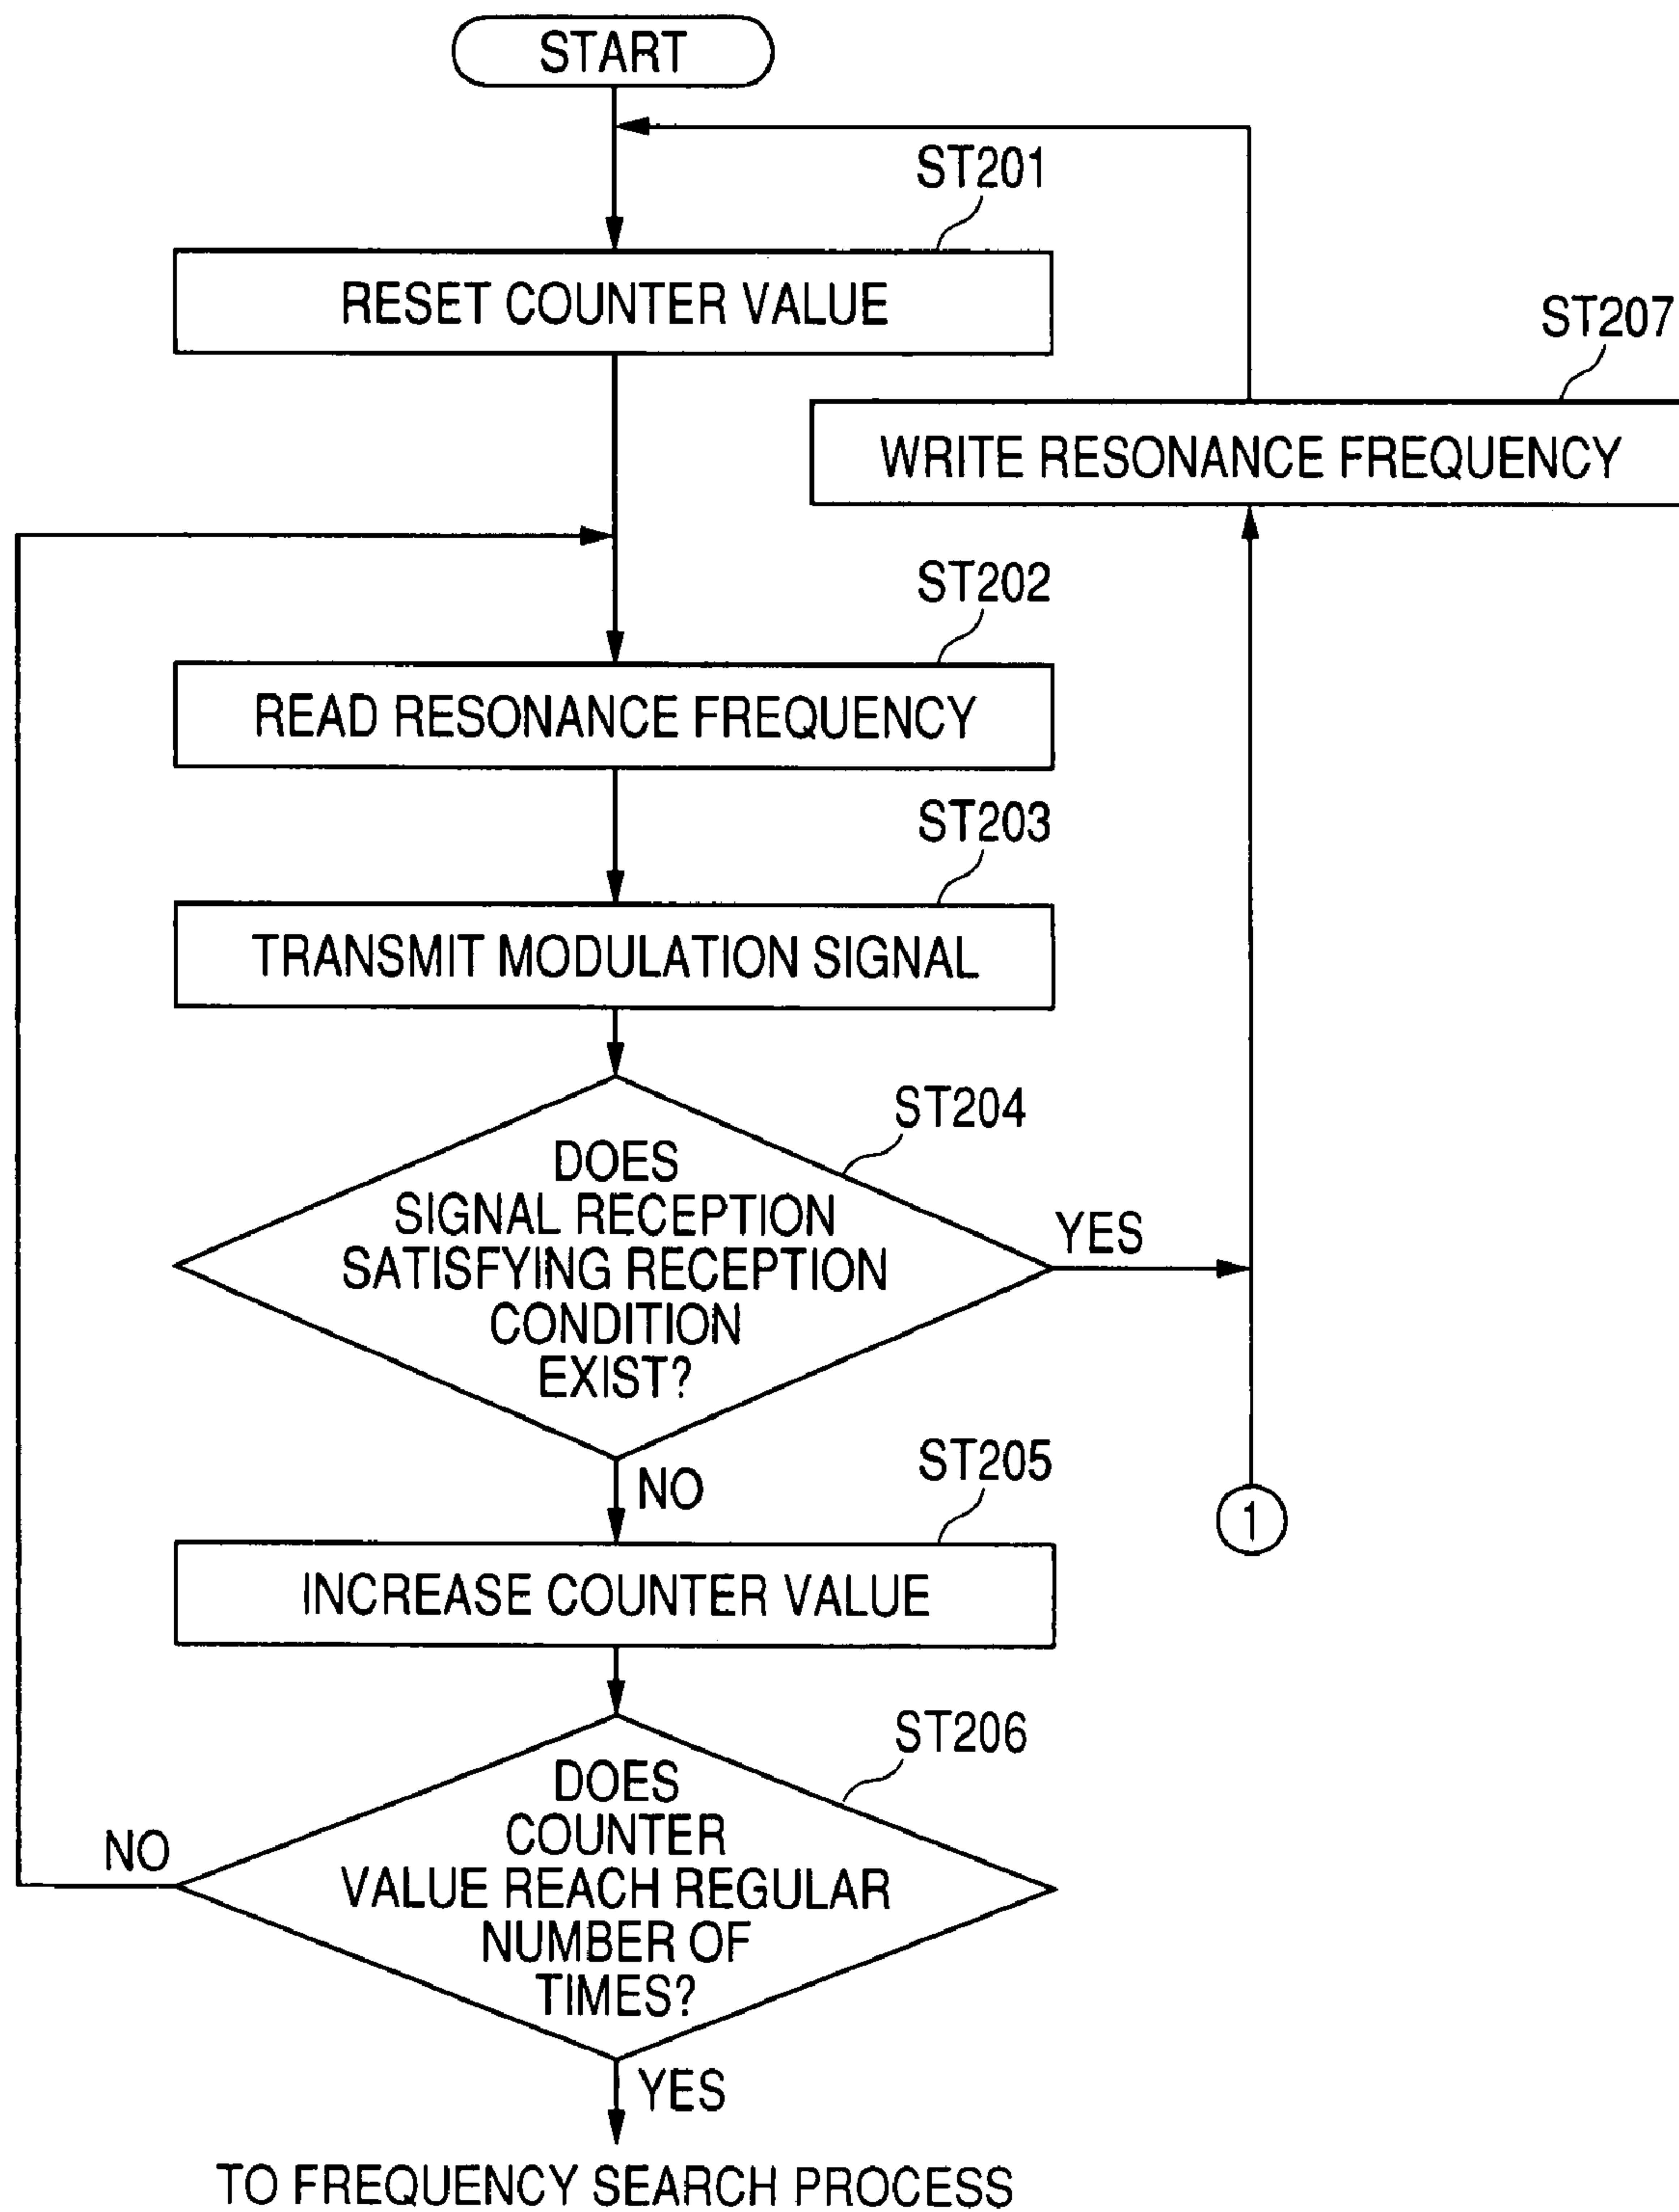 START
ST201
RESET COUNTER VALUE
ST207
WRITE RESONANCE FREQUENCY
ST202
READ RESONANCE FREQUENCY
ST203
TRANSMIT MODULATION SIGNAL
ST204
DOES
SIGNAL RECEPTION
SATISFYING RECEPTION
CONDITION
EXIST?
YES
NO
ST205
1
INCREASE COUNTER VALUE
ST206
DOES
COUNTER
VALUE REACH REGULAR
NUMBER OF
TIMES?
NO
YES
TO FREQUENCY SEARCH PROCESS